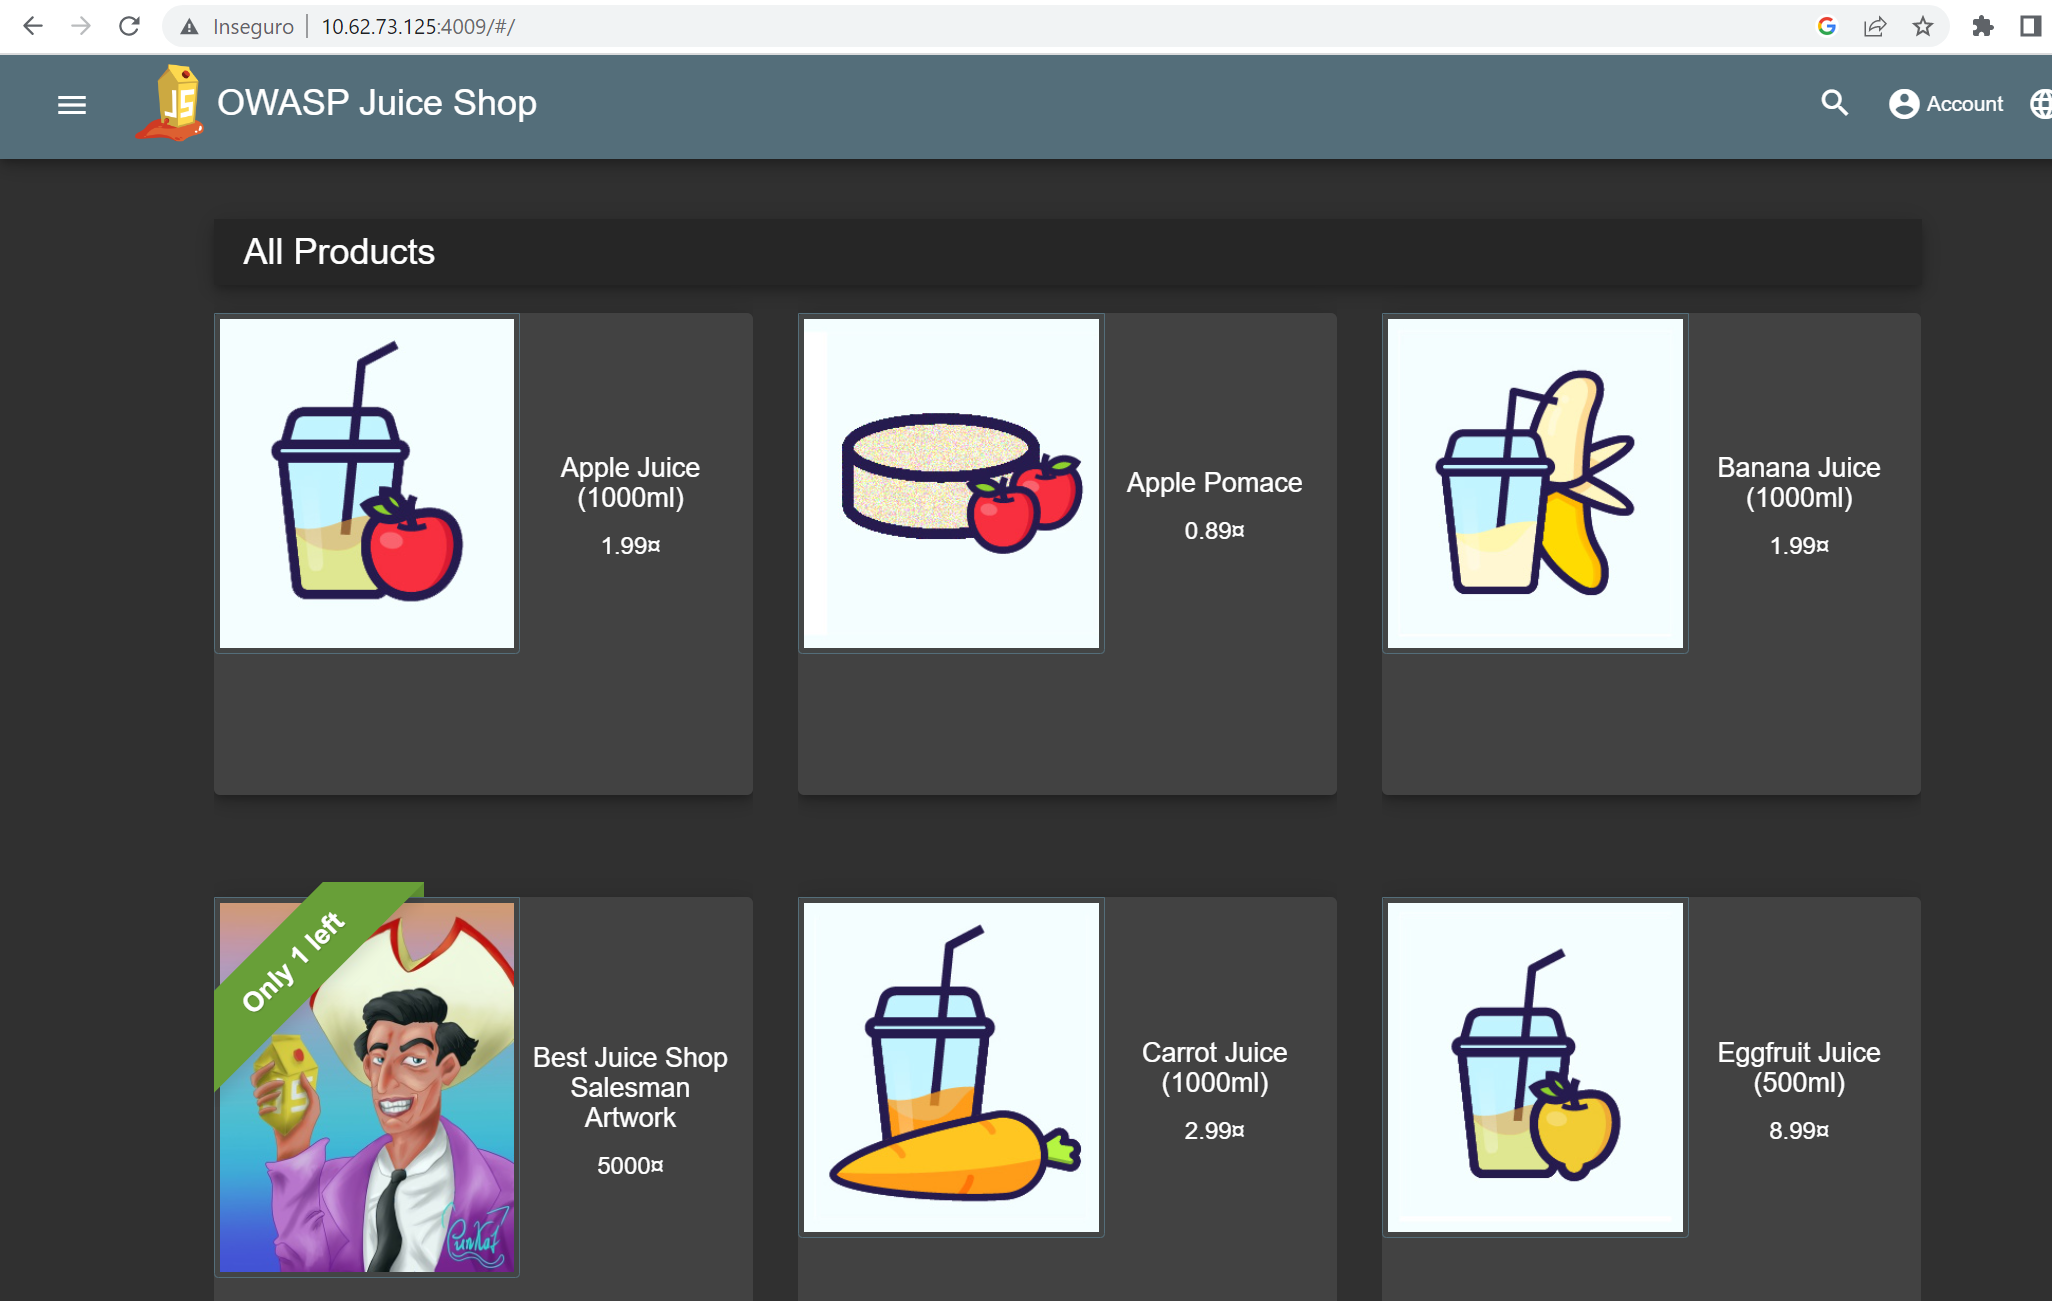 Inseguro | 10.62.73.125:4009/#/
JS
OWASP Juice Shop
Account
All Products
Apple Juice
(1000ml)
1.99¤
Apple Pomace
0.89¤
Banana Juice
(1000ml)
1.99¤
Only 1 left
Best Juice Shop
Salesman
Artwork
5000¤
Carrot Juice
(1000ml)
2.99¤
Eggfruit Juice
(500ml)
8.99¤